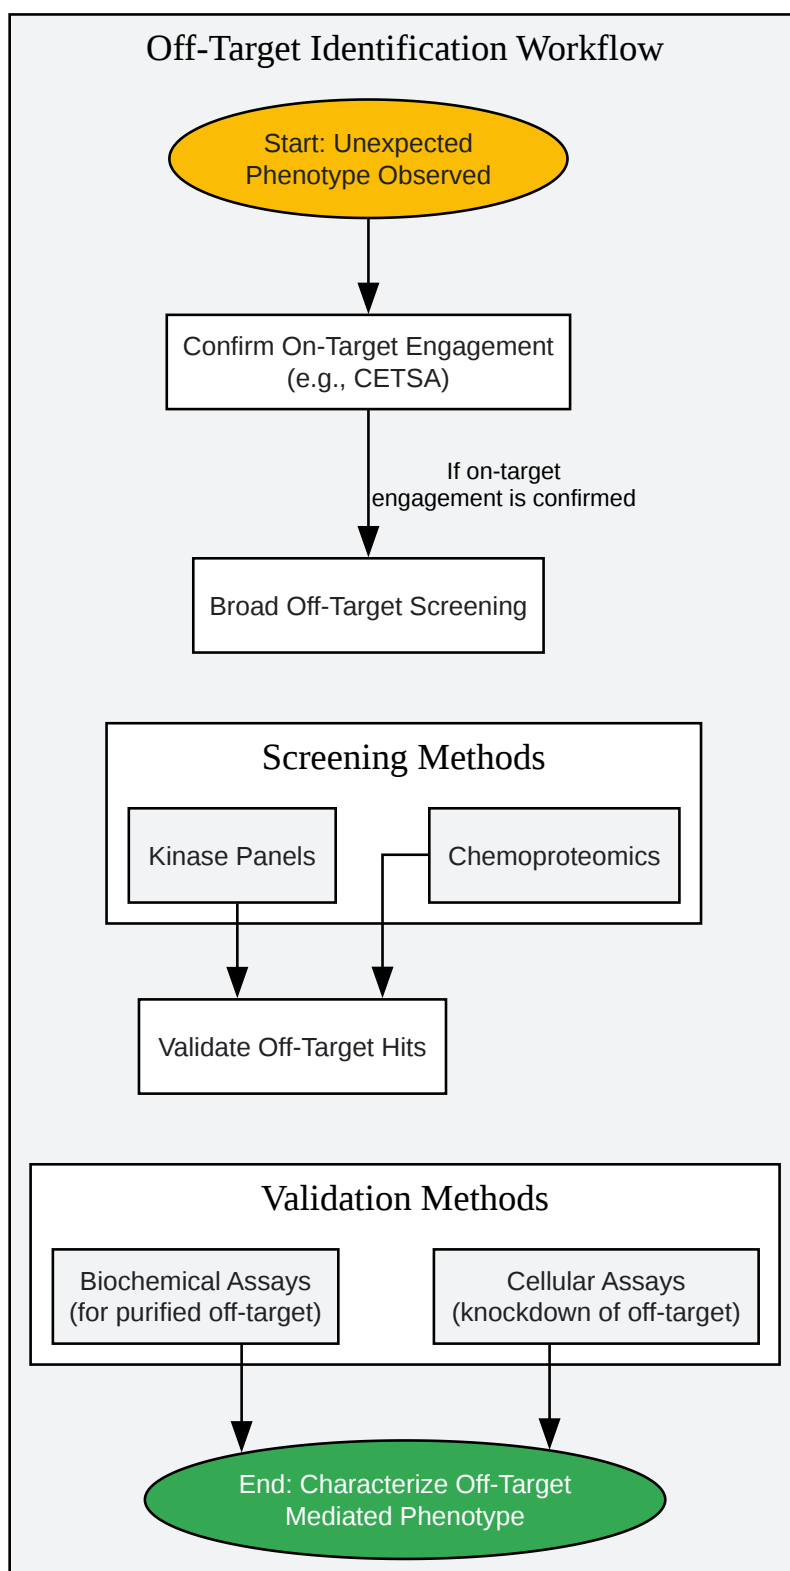 Off-Target Identification Workflow
Start: Unexpected
Phenotype Observed
Confirm On-Target Engagement
(e.g., CETSA)
If on-target
engagement is confirmed
Broad Off-Target Screening
Screening Methods
Kinase Panels
Chemoproteomics
Validate Off-Target Hits
Validation Methods
Biochemical Assays
(for purified off-target)
Cellular Assays
(knockdown of off-target)
End: Characterize Off-Target
Mediated Phenotype